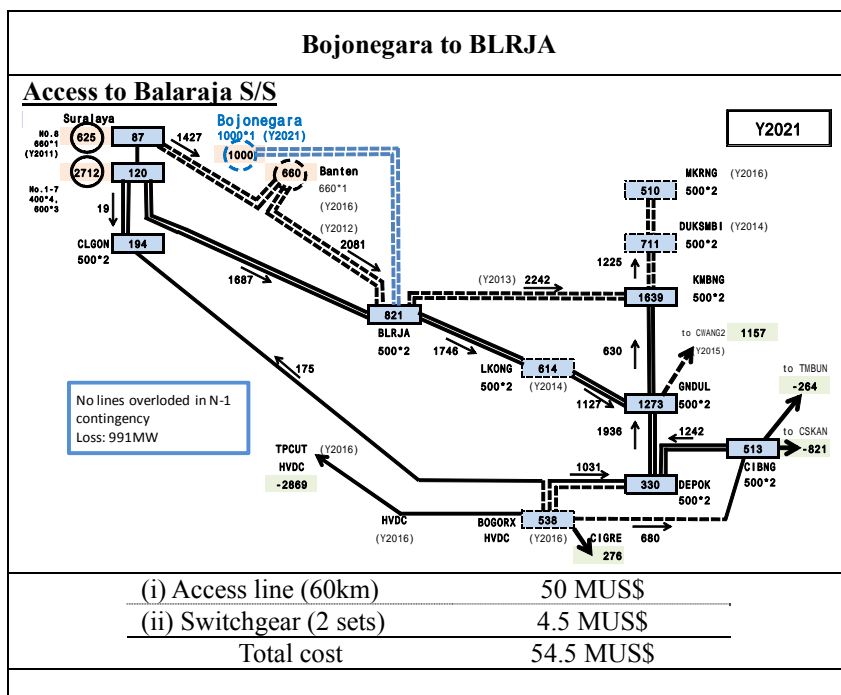 Bojonegara to BLRJA
Access to Balaraja S/S
Suralaya
No.8
660*1
(Y2011)
625
87
1427
Bojonegara
1000*1 (Y2021)
1000
Y2021
2712
120
No.1-7
400*4,
600*3
19
660
Banten
660*1
(Y2016)
(Y2012)
2081
MKRNG (Y2016)
510
500*2
DUKSMBI (Y2014)
711
500*2
1225
CLGON
194
500*2
1687
(Y2013)
2242
KMBNG
1639
500*2
821
BLRJA
500*2
1746
175
LKONG
614
500*2
(Y2014)
1127
630
to CWANG2
1157
(Y2015)
GNDUL
1273
500*2
to TMBUN
-264
No lines overloded in N-1
contingency
Loss: 991MW
1936
1242
to CSKAN
-821
513
CIBNG
500*2
TPCUT (Y2016)
HVDC
-2869
1031
330
DEPOK
500*2
HVDC
(Y2016)
BOGORX
HVDC
538
(Y2016)
CIGRE
276
680
(i) Access line (60km) 50 MUS$
(ii) Switchgear (2 sets) 4.5 MUS$
Total cost 54.5 MUS$